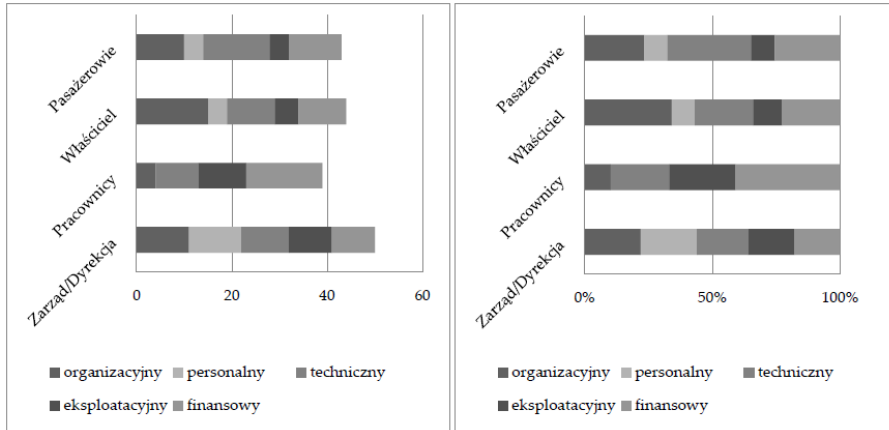 Pasażerowie
Właściciel
Pracownicy
Zarząd/Dyrekcja
0 20 40 60
organizacyjny personalny techniczny
eksploatacyjny finansowy
Pasażerowie
Właściciel
Pracownicy
Zarząd/Dyrekcja
0% 50% 100%
organizacyjny personalny techniczny
eksploatacyjny finansowy